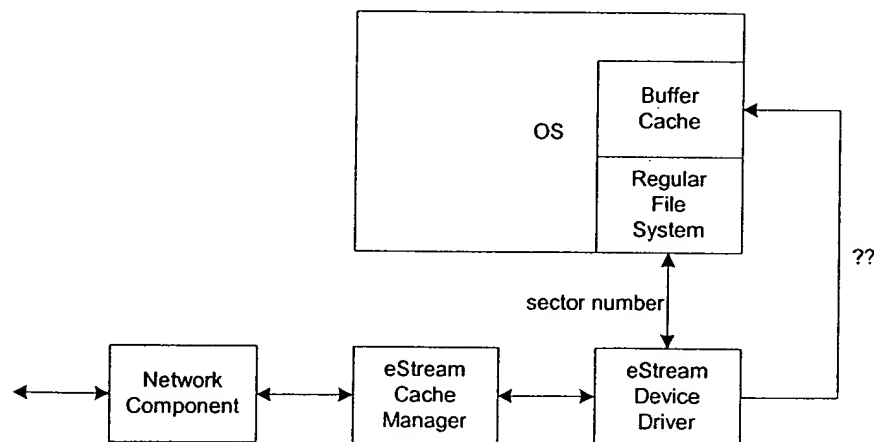 Buffer
Cache
OS
Regular
File
System
??
sector number
Network
Component
eStream
Cache
Manager
eStream
Device
Driver